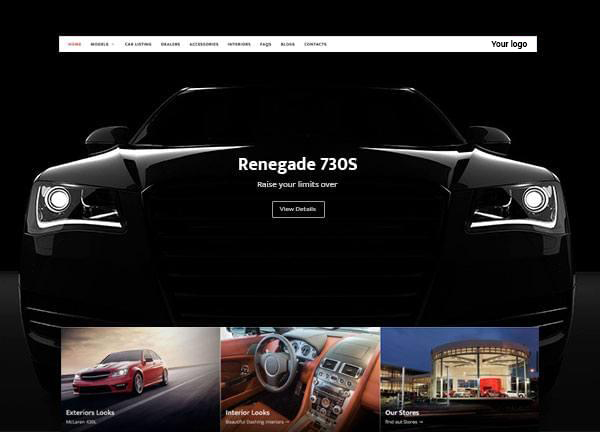 HOME MODELS CAR LISTING DEALERS ACCESSORIES INTERIORS FAQS BLOGS CONTACTS Your logo
Renegade 730S
Raise your limits over
View Details
Exteriors Looks
McLaren 430L
Interior Looks
Beautiful Dashing Interiors →
Our Stores
find out Stores →